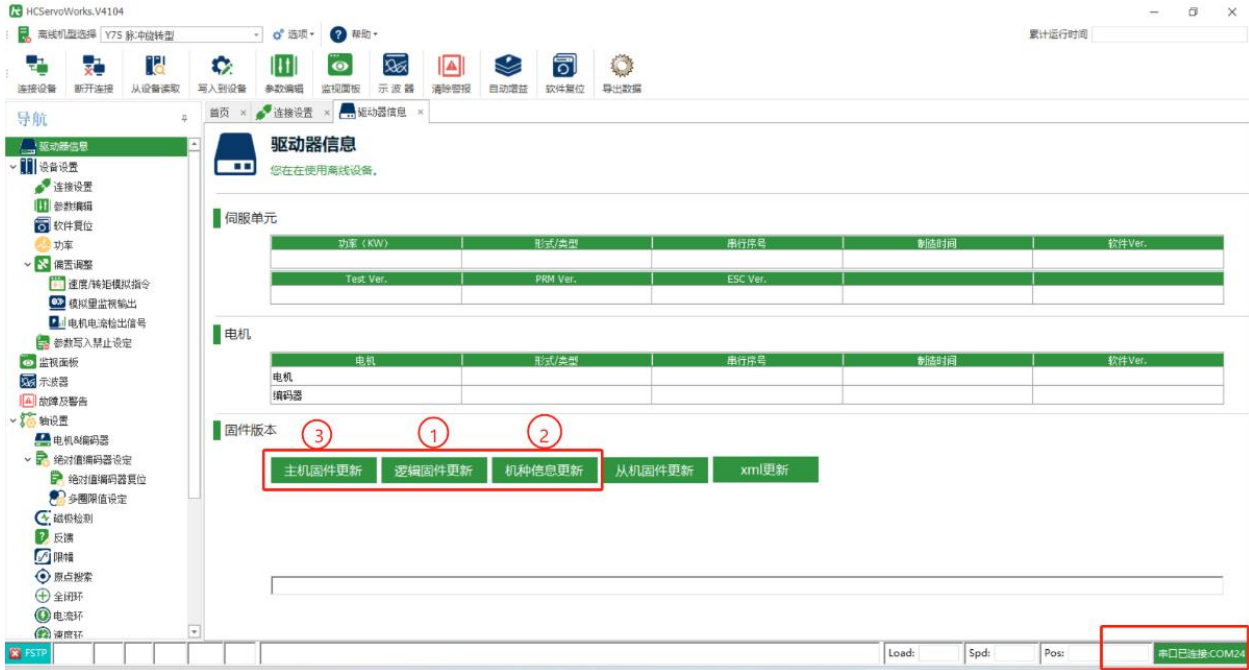 HCServoWorks.V4104
离线机型选择 Y7S 脉冲旋转型 选项 帮助 累计运行时间
连接设备 断开连接 从设备读取 写入到设备 参数编辑 监视面板 示波器 清除警报 自动增益 软件复位 导出数据
导航
首页 × 连接设置 × 驱动器信息 ×
驱动器信息
设备设置
连接设置
参数编辑
软件复位
功率
偏置调整
速度/转矩模拟指令
模拟量监视输出
电机电流检出信号
参数写入禁止设定
监视面板
示波器
故障及警告
轴设置
电机&编码器
绝对值编码器设定
绝对值编码器复位
多圈限值设定
磁极检测
反馈
限幅
原点搜索
全闭环
电流环
速度环
驱动器信息
您在在使用离线设备。
伺服单元
功率(KW) 形式/类型 串行序号 制造时间 软件Ver.
Test Ver. PRM Ver. ESC Ver.
电机
电机 形式/类型 串行序号 制造时间 软件Ver.
电机
编码器
固件版本
③ ① ②
主机固件更新 逻辑固件更新 机种信息更新 从机固件更新 xml更新
FSTP Load: Spd: Pos: 串口已连接:COM24